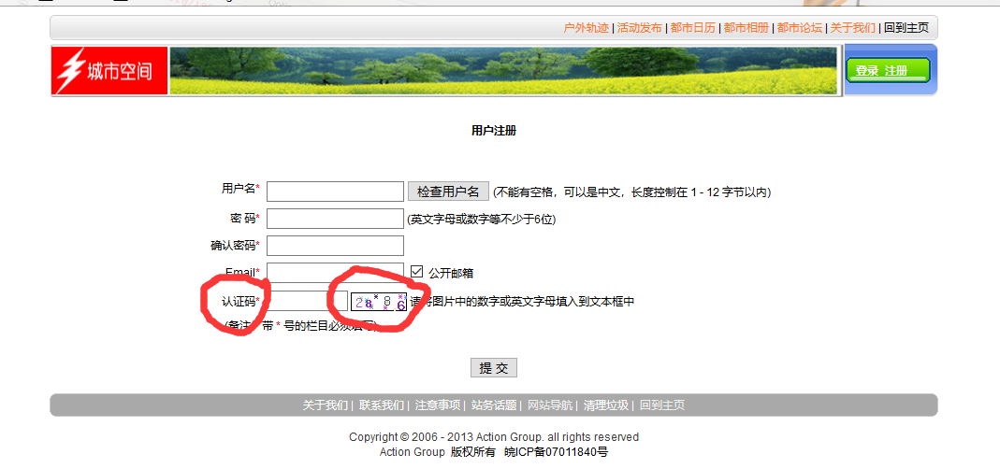 户外轨迹 | 活动发布 | 都市日历 | 都市相册 | 都市论坛 | 关于我们 | 回到主页
城市空间
登录 注册
用户注册
用户名* 检查用户名 (不能有空格，可以是中文，长度控制在 1 - 12 字节以内)
密 码* (英文字母或数字等不少于6位)
确认密码*
Email* 公开邮箱
认证码* 2886 请将图片中的数字或英文字母填入到文本框中
(备注：带 * 号的栏目必须填写)
提 交
关于我们 | 联系我们 | 注意事项 | 站务话题 | 网站导航 | 清理垃圾 | 回到主页
Copyright © 2006 - 2013 Action Group. all rights reserved
Action Group 版权所有 皖ICP备07011840号